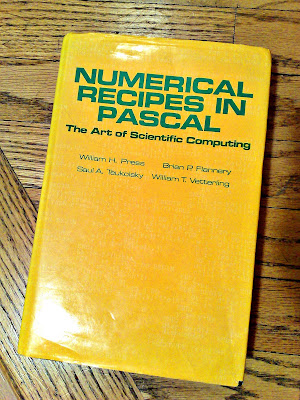 NUMERICAL
RECIPES IN
PASCAL
The Art of Scientific Computing
William H. Press Brian P. Flannery
Saul A. Teukolsky William T. Vetterling